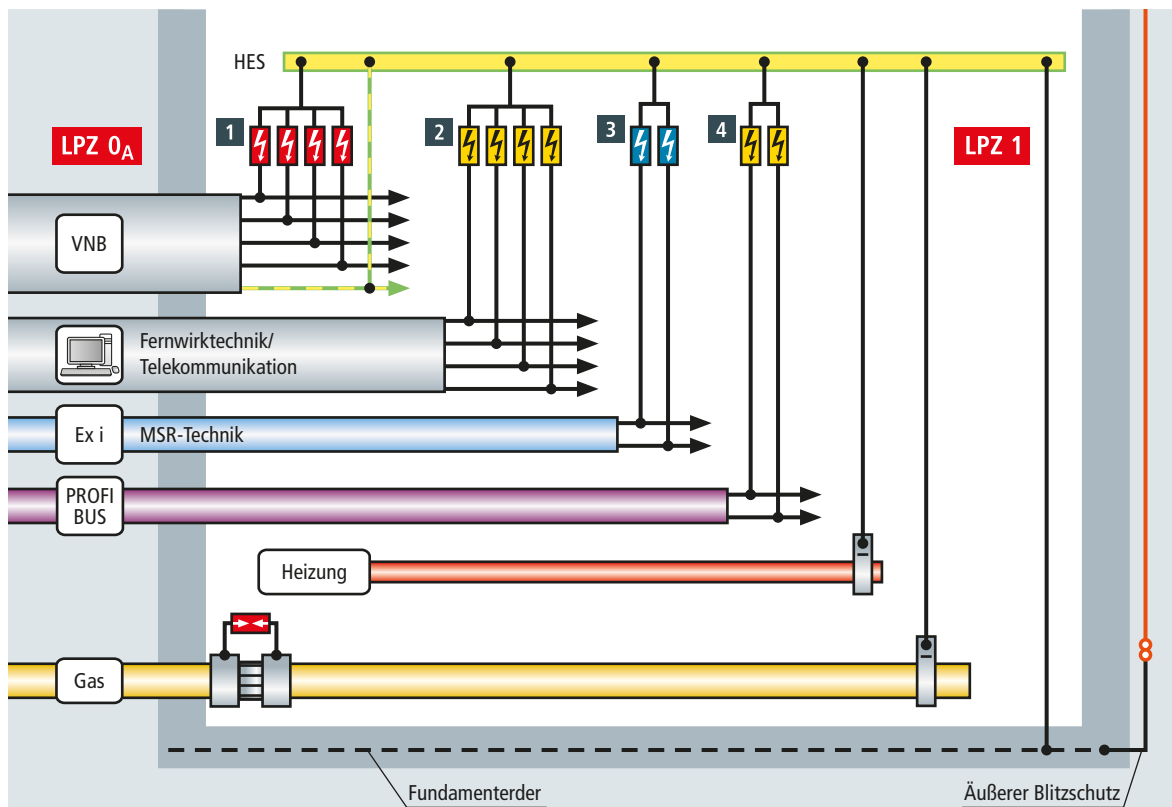 HES
1
2
3
4
LPZ 0A
LPZ 1
VNB
Fernwirktechnik/
Telekommunikation
Ex i
MSR-Technik
PROFI
BUS
Heizung
Gas
Fundamenterder
Äußerer Blitzschutz